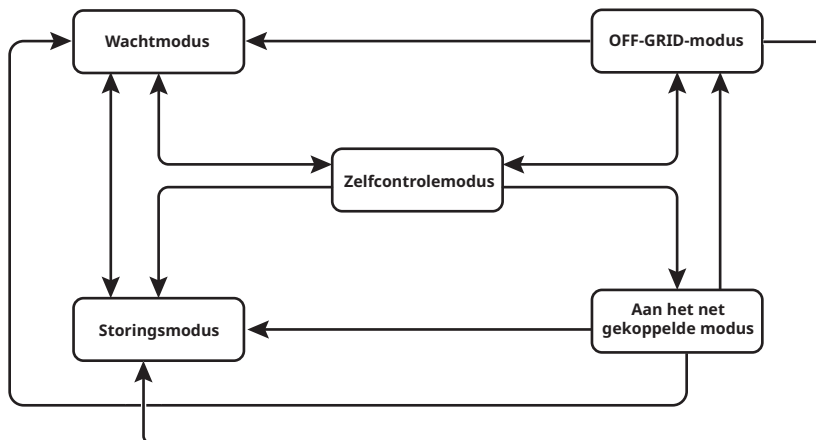 Wachtmodus
OFF-GRID-modus
Zelfcontrolemodus
Storingsmodus
Aan het net
gekoppelde modus